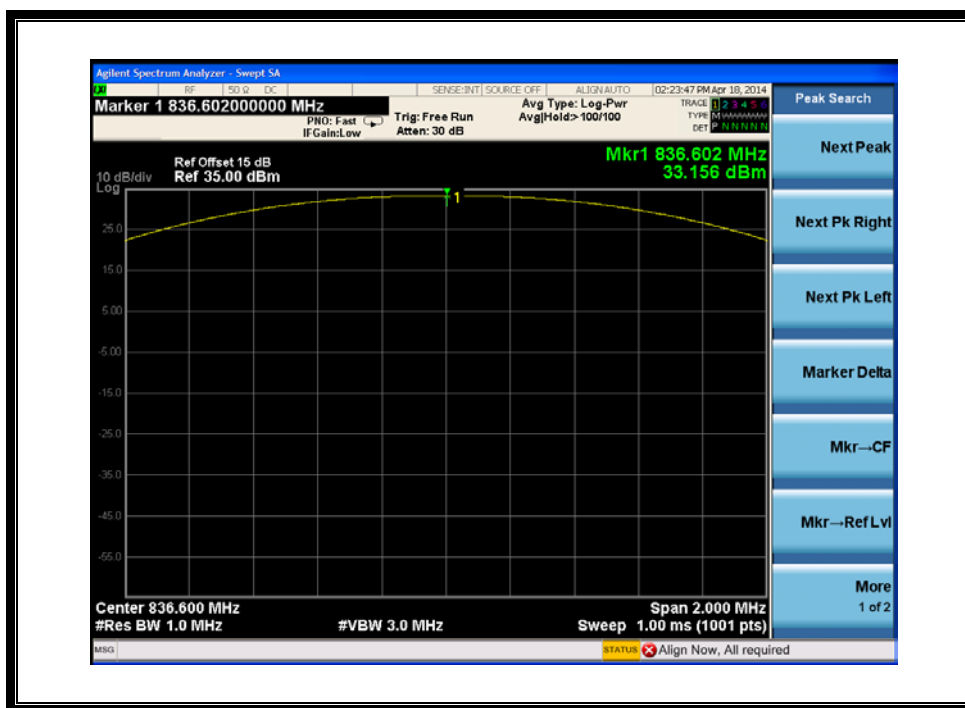 Agilent Spectrum Analyzer - Swept SA
LXI RF 50 Ω DC SENSE:INT SOURCE OFF ALIGN AUTO 02:23:47 PM Apr 18, 2014
Marker 1 836.602000000 MHz
PNO: Fast
IFGain:Low
Trig: Free Run
Atten: 30 dB
Avg Type: Log-Pwr
Avg|Hold:>100/100
TRACE 1 2 3 4 5 6
TYPE M WWWWW
DET P N N N N N
Peak Search
Next Peak
Next Pk Right
Next Pk Left
Marker Delta
Mkr→CF
Mkr→Ref Lvl
More
1 of 2
Mkr1 836.602 MHz
33.156 dBm
Ref Offset 15 dB
10 dB/div Ref 35.00 dBm
Log
1
25.0
15.0
5.00
-5.00
-15.0
-25.0
-35.0
-45.0
-55.0
Center 836.600 MHz Span 2.000 MHz
#Res BW 1.0 MHz #VBW 3.0 MHz Sweep 1.00 ms (1001 pts)
MSG STATUS Align Now, All required